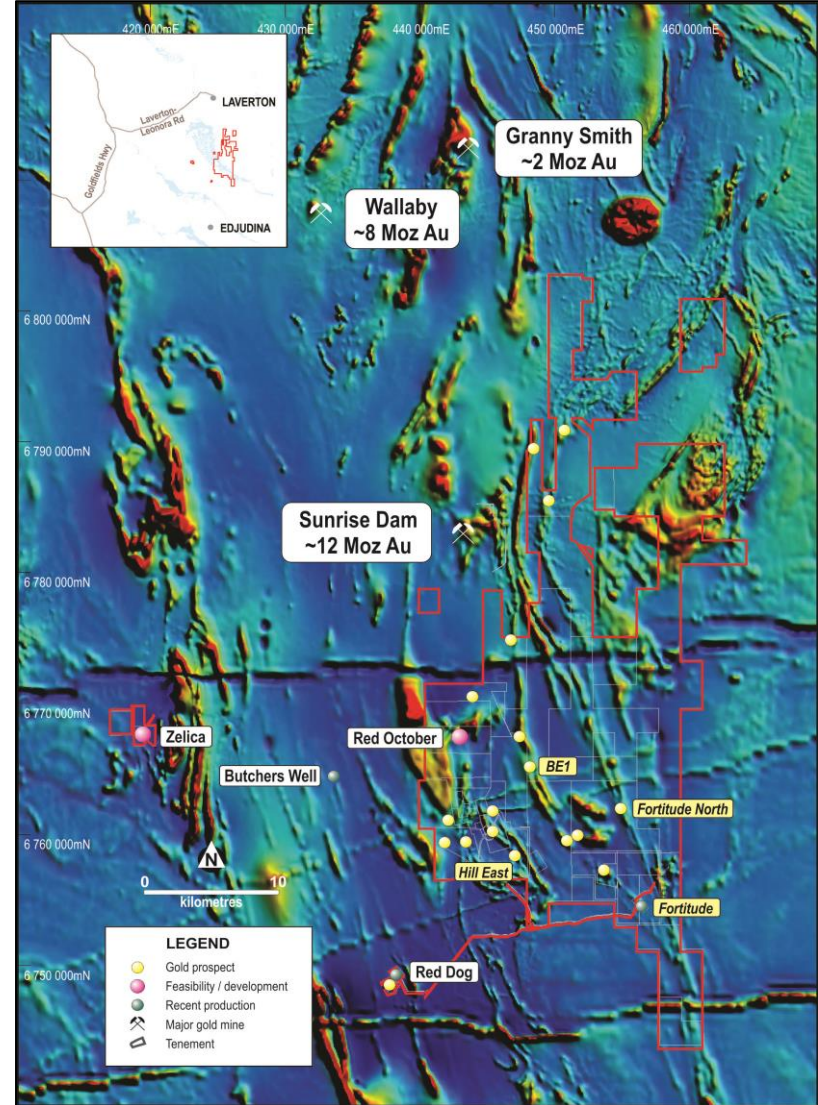 420 000mE
430 000mE
440 000mE
450 000mE
460 000mE
LAVERTON
Laverton-
Leonora Rd
Goldfields Hwy
EDJUDINA
Granny Smith
~2 Moz Au
Wallaby
~8 Moz Au
6 800 000mN
6 790 000mN
Sunrise Dam
~12 Moz Au
6 780 000mN
6 770 000mN
Zelica
Red October
Butchers Well
BE1
Fortitude North
6 760 000mN
N
0 10
kilometres
Hill East
Fortitude
LEGEND
Gold prospect
Feasibility / development
Recent production
Major gold mine
Tenement
6 750 000mN
Red Dog